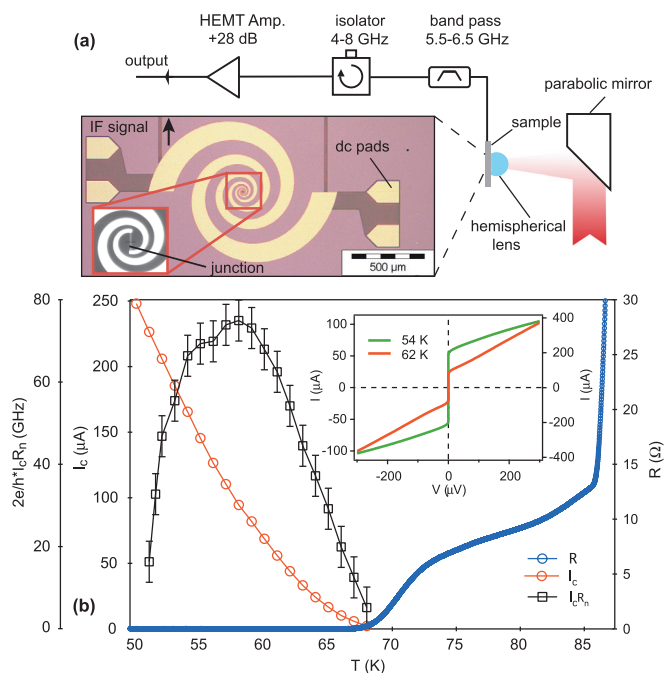 (a)
HEMT Amp.
+28 dB
isolator
4-8 GHz
band pass
5.5-6.5 GHz
output
parabolic mirror
sample
IF signal
dc pads
hemispherical
lens
junction
500 µm
(b)
2e/h*IcRn (GHz)
80
60
40
20
0
Ic (µA)
250
200
150
100
50
0
I (µA)
100
50
0
-50
-100
54 K
62 K
400
200
0
-200
-400
I (µA)
-200
0
200
V (µV)
30
25
20
15
10
5
0
R (Ω)
R
Ic
IcRn
50
55
60
65
70
75
80
85
T (K)